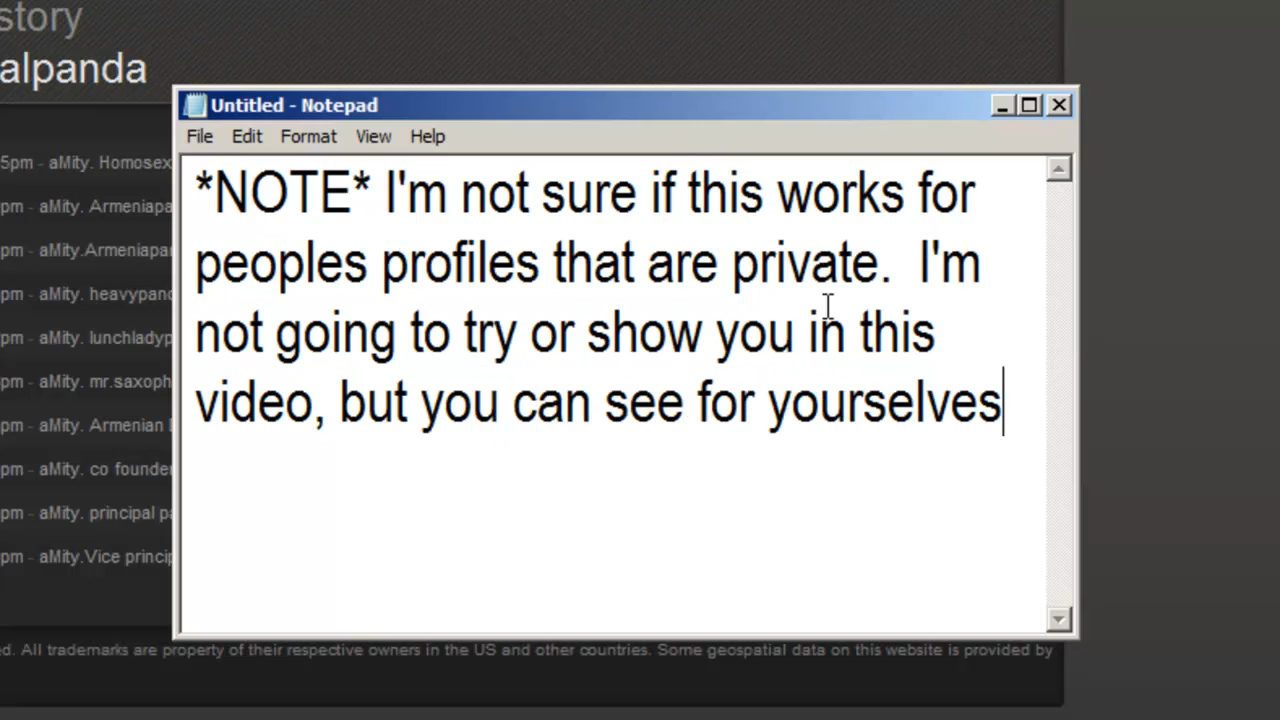 story
alpanda
Untitled - Notepad
File Edit Format View Help
*NOTE* I'm not sure if this works for
peoples profiles that are private.  I'm
not going to try or show you in this
video, but you can see for yourselves
5pm - aMity. Homosex
pm - aMity. Armeniapa
pm - aMity.Armeniapan
pm - aMity. heavypand
pm - aMity. lunchladyp
pm - aMity. mr.saxoph
pm - aMity. Armenian
pm - aMity. co founde
pm - aMity. principal pa
pm - aMity.Vice princip
d. All trademarks are property of their respective owners in the US and other countries. Some geospatial data on this website is provided by